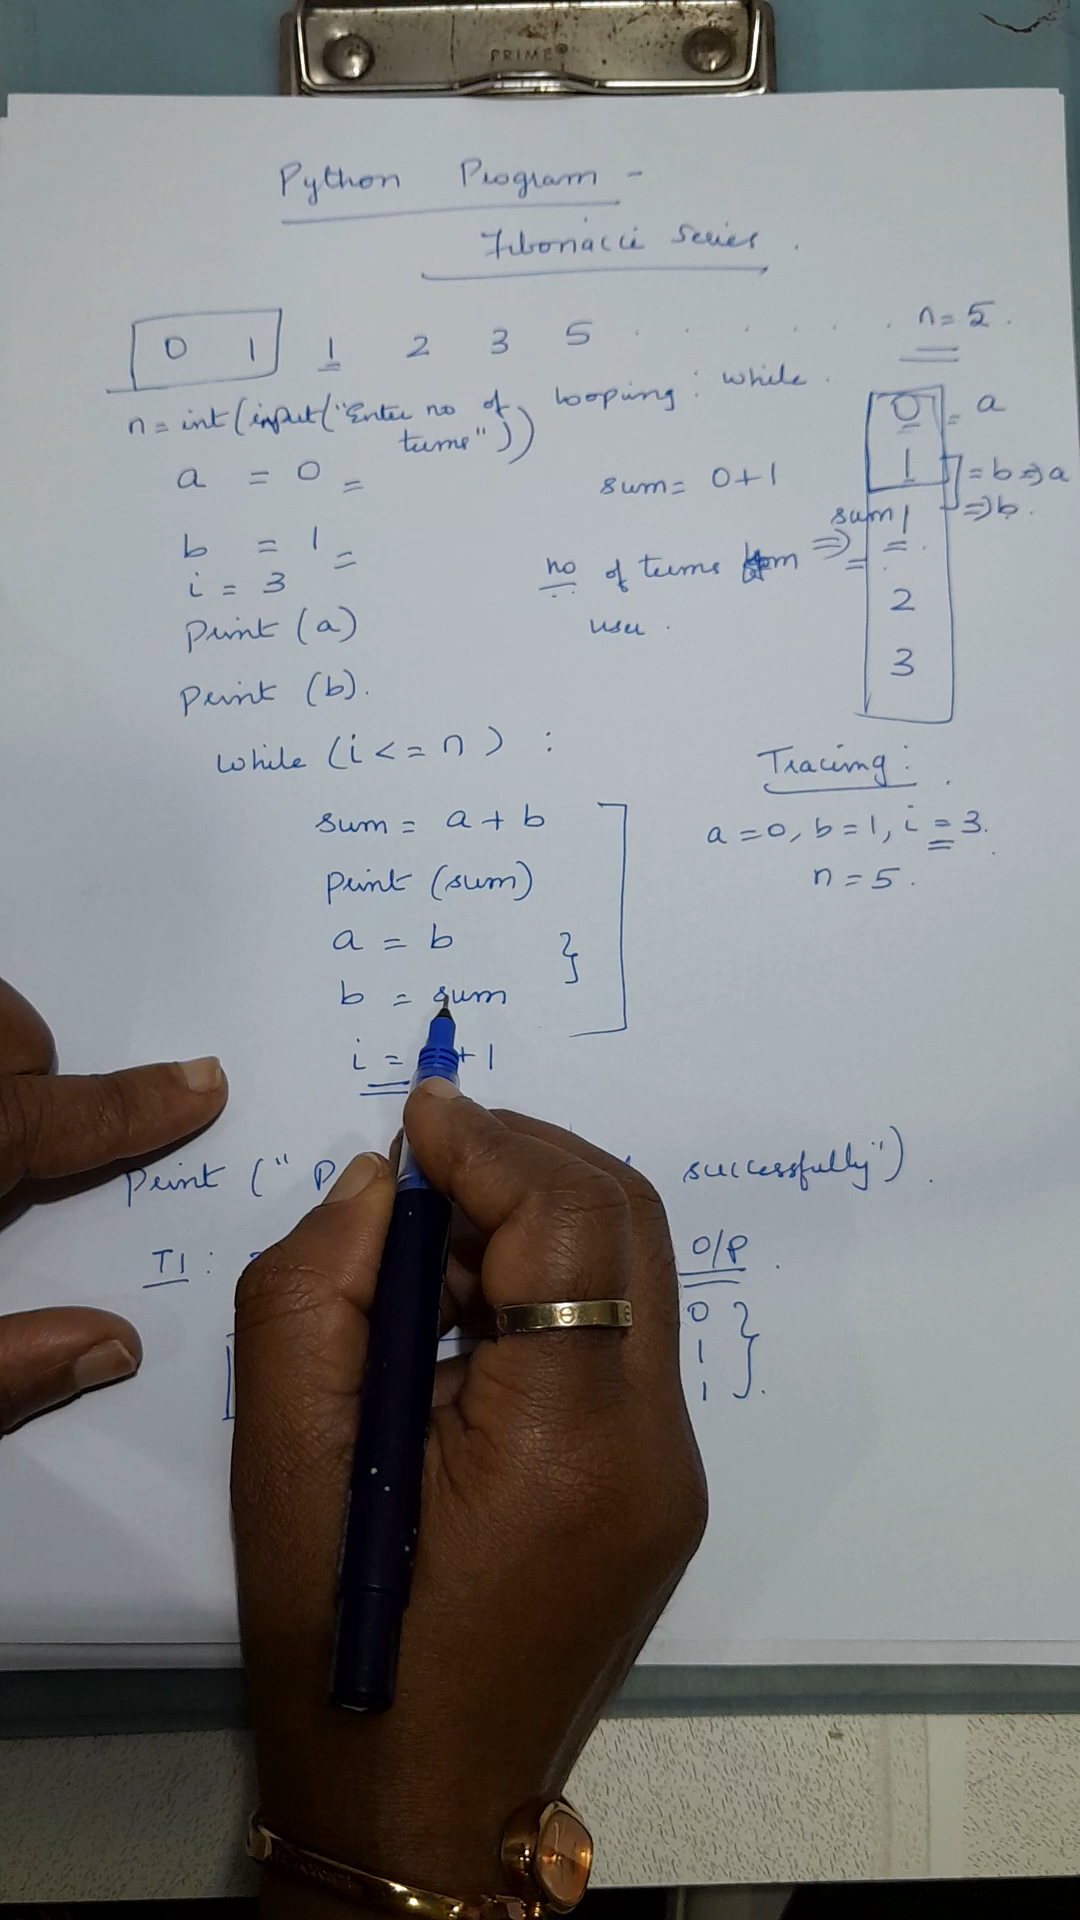 PRIME
Python Program -
Fibonacci Series .
0 1 1 2 3 5 . . . . . . n = 5 .
n = int(input("Enter no of terms"))
looping : while .
a = 0
b = 1
i = 3
print (a)
print (b).
sum = 0 + 1
no of terms
user .
0 = a
1 = b ⇒ a
sum 1 ⇒ b .
2
3
while (i <= n ) :
sum = a + b
print (sum)
a = b }
b = sum
i = + 1
Tracing :
a = 0, b = 1, i = 3.
n = 5 .
print (" P successfully") .
T1 :
O/P .
0
1
1